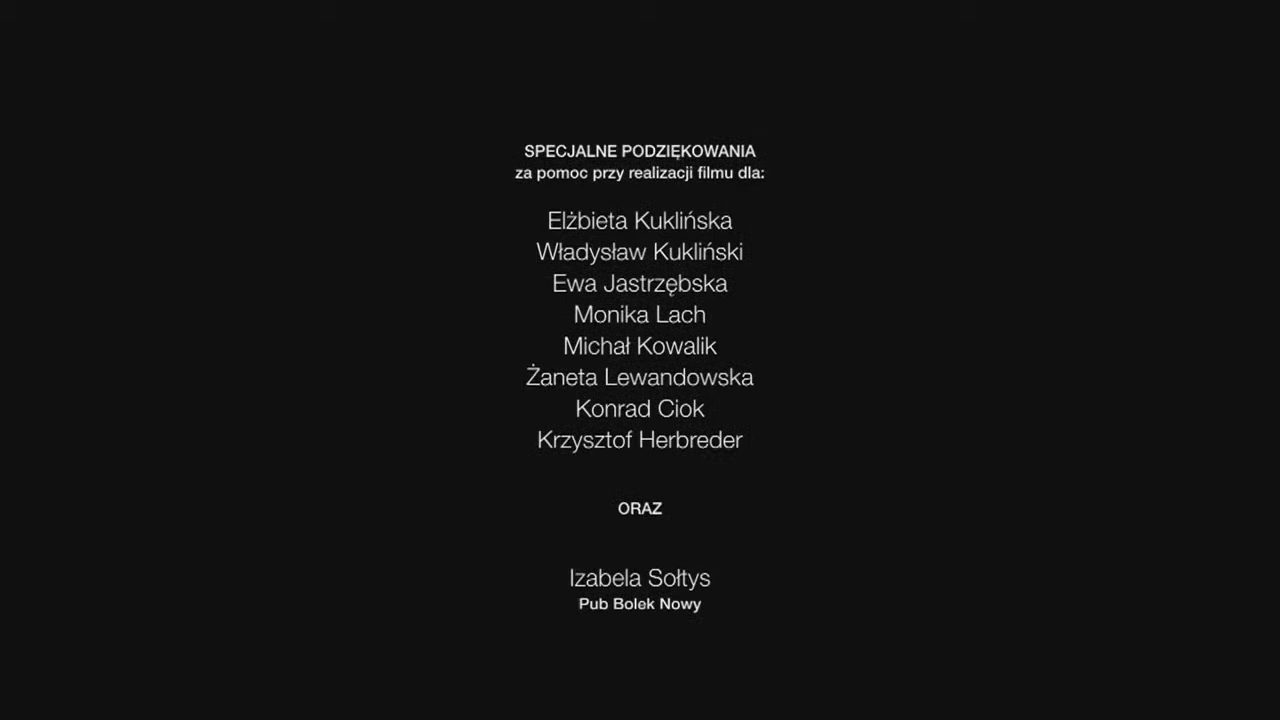 SPECJALNE PODZIĘKOWANIA
za pomoc przy realizacji filmu dla:
Elżbieta Kuklińska
Władysław Kukliński
Ewa Jastrzębska
Monika Lach
Michał Kowalik
Żaneta Lewandowska
Konrad Ciok
Krzysztof Herbreder
ORAZ
Izabela Sołtys
Pub Bolek Nowy